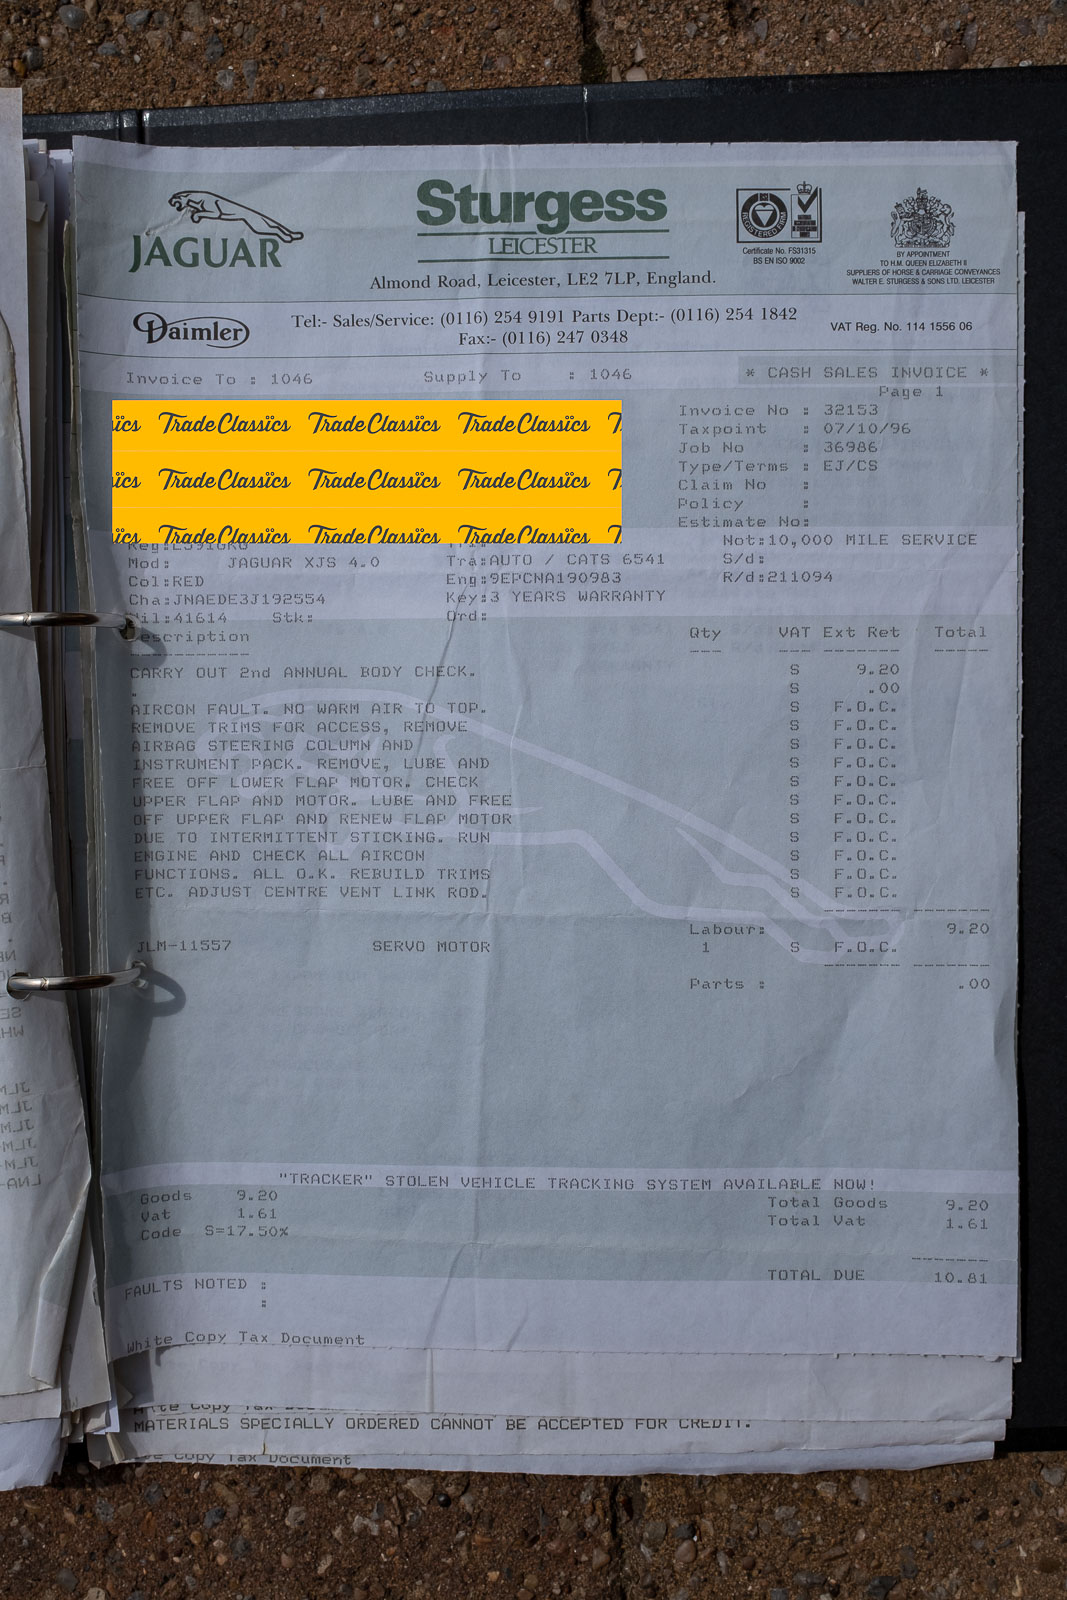 JAGUAR
Sturgess
LEICESTER
Almond Road, Leicester, LE2 7LP, England.
REGISTERED FIRM
Certificate No. FS31315
BS EN ISO 9002
BY APPOINTMENT
TO H.M. QUEEN ELIZABETH II
SUPPLIERS OF HORSE & CARRIAGE CONVEYANCES
WALTER E. STURGESS & SONS LTD. LEICESTER
Daimler
Tel:- Sales/Service: (0116) 254 9191 Parts Dept:- (0116) 254 1842
Fax:- (0116) 247 0348
VAT Reg. No. 114 1556 06
Invoice To : 1046 Supply To : 1046 * CASH SALES INVOICE *
Page 1
Invoice No : 32153
Taxpoint : 07/10/96
Job No : 36986
Type/Terms : EJ/CS
Claim No :
Policy :
Estimate No:
iics TradeClassics TradeClassics TradeClassics T
iics TradeClassics TradeClassics TradeClassics T
iics TradeClassics TradeClassics TradeClassics T
Not:10,000 MILE SERVICE
Mod: JAGUAR XJS 4.0 Tra:AUTO / CATS 6541 S/d:
Col:RED Eng:9EPCNA190983 R/d:211094
Cha:JNAEDE3J192554 Key:3 YEARS WARRANTY
Mil:41614 Stk: Ord:
Description Qty VAT Ext Ret Total
CARRY OUT 2nd ANNUAL BODY CHECK. S 9.20
. S .00
AIRCON FAULT. NO WARM AIR TO TOP. S F.O.C.
REMOVE TRIMS FOR ACCESS, REMOVE S F.O.C.
AIRBAG STEERING COLUMN AND S F.O.C.
INSTRUMENT PACK. REMOVE, LUBE AND S F.O.C.
FREE OFF LOWER FLAP MOTOR. CHECK S F.O.C.
UPPER FLAP AND MOTOR. LUBE AND FREE S F.O.C.
OFF UPPER FLAP AND RENEW FLAP MOTOR S F.O.C.
DUE TO INTERMITTENT STICKING. RUN S F.O.C.
ENGINE AND CHECK ALL AIRCON S F.O.C.
FUNCTIONS. ALL O.K. REBUILD TRIMS S F.O.C.
ETC. ADJUST CENTRE VENT LINK ROD. S F.O.C.
Labour: 9.20
JLM-11557 SERVO MOTOR 1 S F.O.C.
Parts : .00
"TRACKER" STOLEN VEHICLE TRACKING SYSTEM AVAILABLE NOW!
Goods 9.20 Total Goods 9.20
Vat 1.61 Total Vat 1.61
Code S=17.50%
TOTAL DUE 10.81
FAULTS NOTED :
:
White Copy Tax Document
MATERIALS SPECIALLY ORDERED CANNOT BE ACCEPTED FOR CREDIT.
Copy Tax Document